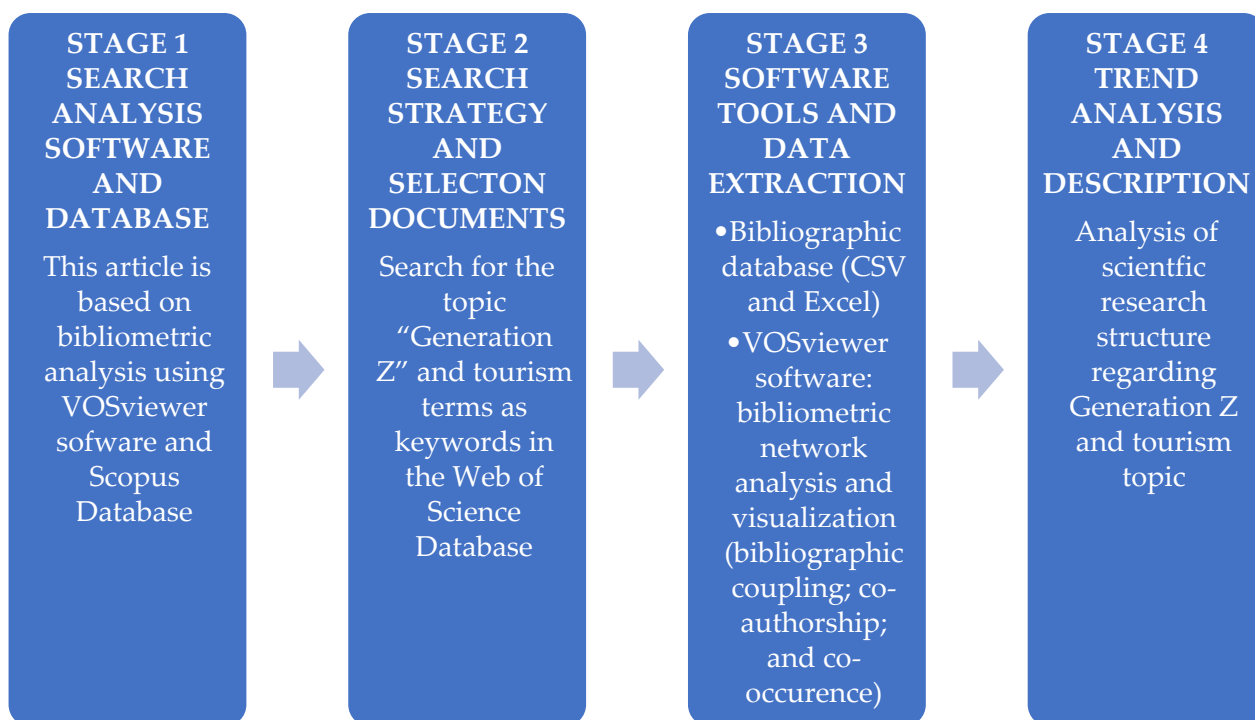 STAGE 1
SEARCH
ANALYSIS
SOFTWARE
AND
DATABASE
This article is
based on
bibliometric
analysis using
VOSviewer
sofware and
Scopus
Database
STAGE 2
SEARCH
STRATEGY
AND
SELECTON
DOCUMENTS
Search for the
topic
“Generation
Z” and tourism
terms as
keywords in
the Web of
Science
Database
STAGE 3
SOFTWARE
TOOLS AND
DATA
EXTRACTION
•Bibliographic
database (CSV
and Excel)
•VOSviewer
software:
bibliometric
network
analysis and
visualization
(bibliographic
coupling; co-
authorship;
and co-
occurence)
STAGE 4
TREND
ANALYSIS
AND
DESCRIPTION
Analysis of
scientfic
research
structure
regarding
Generation Z
and tourism
topic